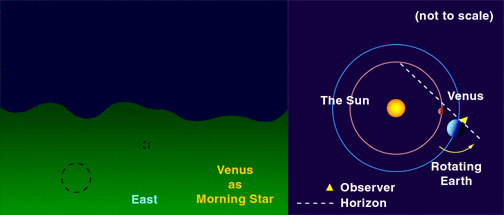 East
Venus
as
Morning Star
(not to scale)
The Sun
Venus
Rotating
Earth
Observer
Horizon